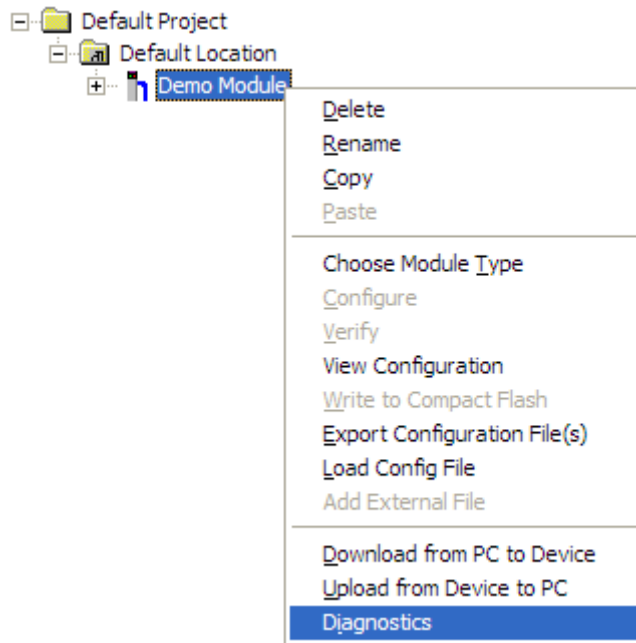 Default Project
Default Location
Demo Module
Delete
Rename
Copy
Paste
Choose Module Type
Configure
Verify
View Configuration
Write to Compact Flash
Export Configuration File(s)
Load Config File
Add External File
Download from PC to Device
Upload from Device to PC
Diagnostics